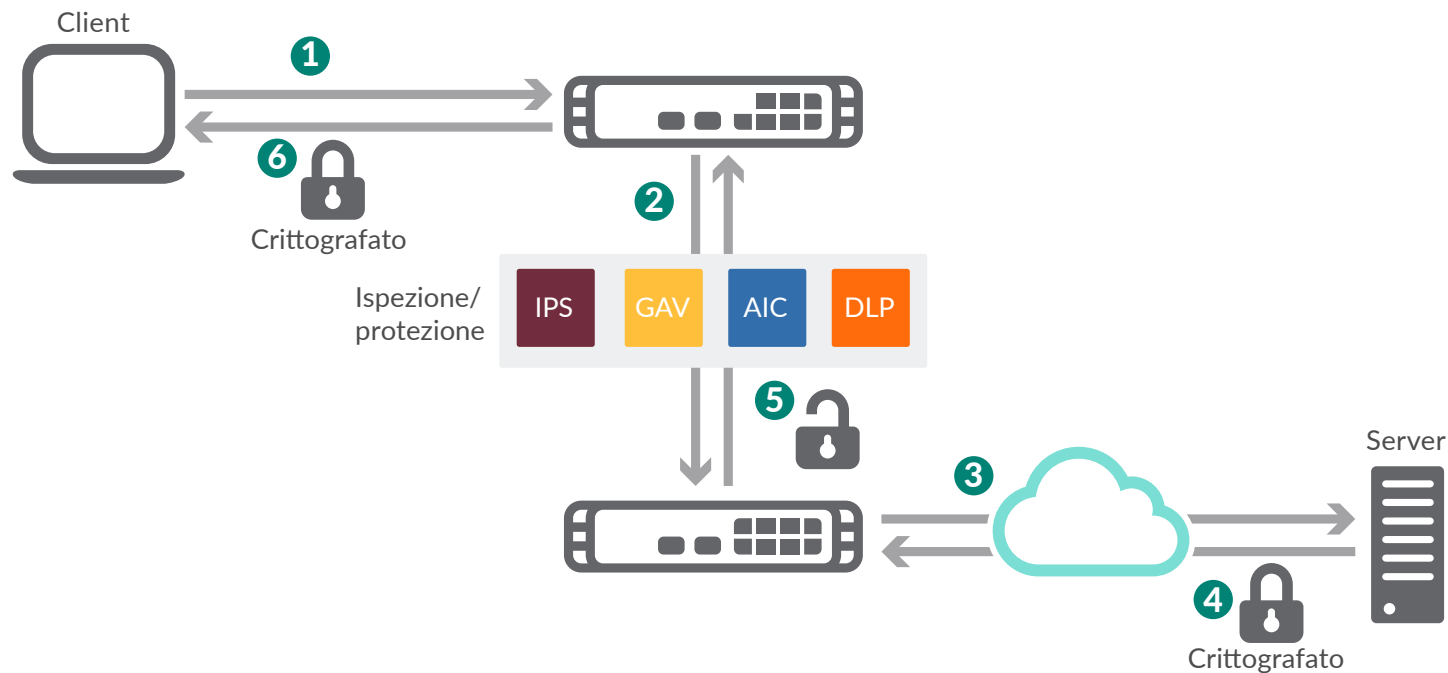 Client
1
6
Crittografato
2
Ispezione/
protezione
IPS
GAV
AIC
DLP
5
3
Server
4
Crittografato